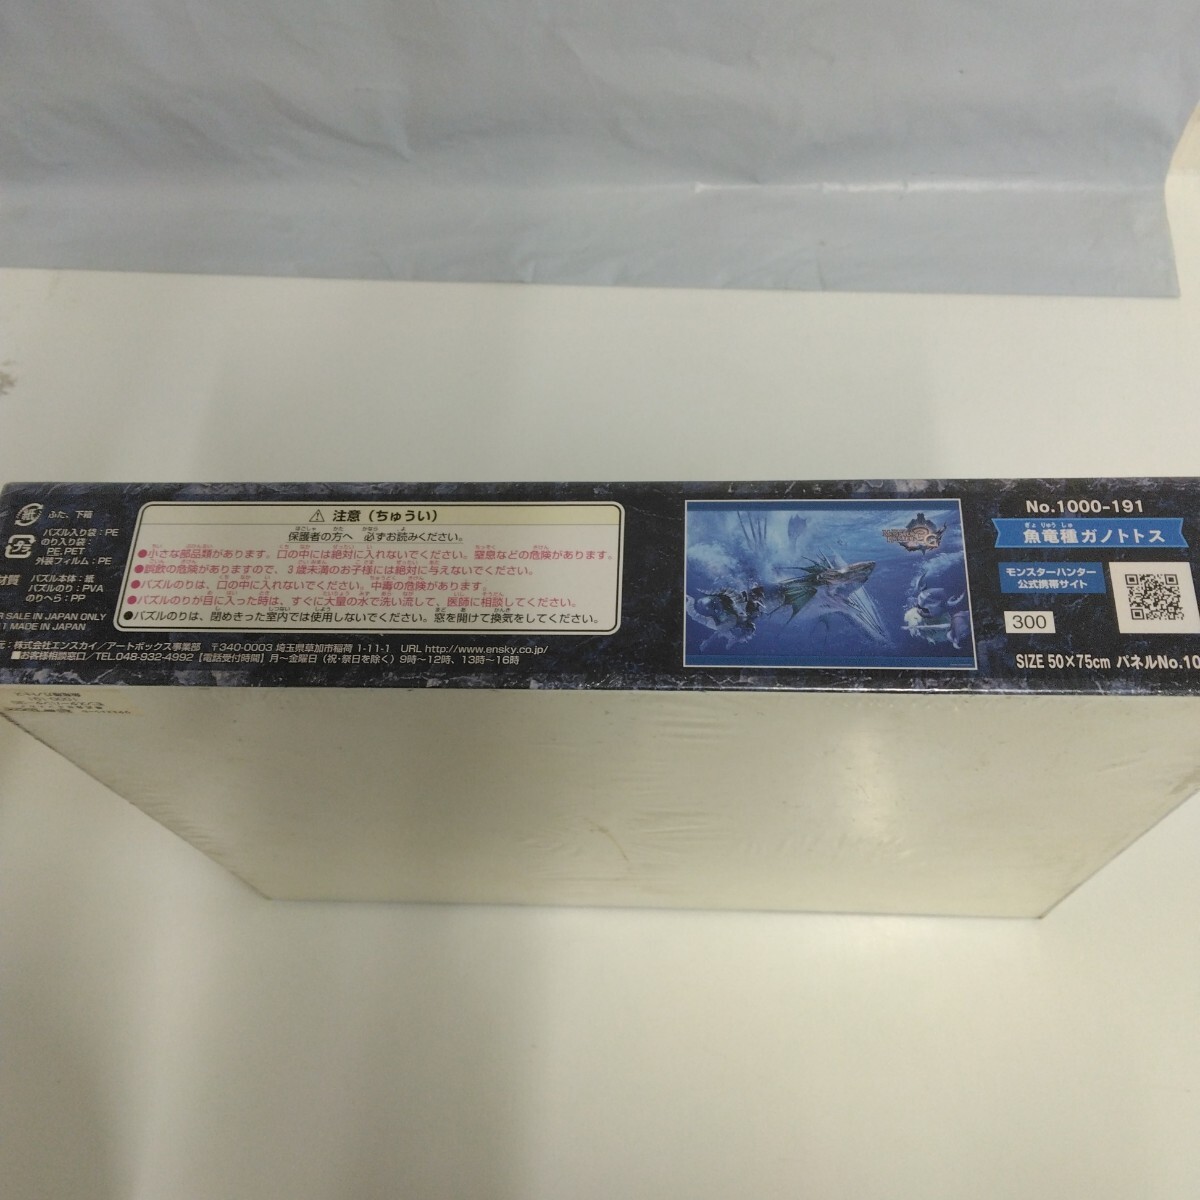 紙
ふた、下箱
プラ
パズル入り袋：PE
のり入り袋：
PE, PET
外装フィルム：PE
材質
パズル本体：紙
パズルのり：PVA
のりへら：PP
R SALE IN JAPAN ONLY
1 MADE IN JAPAN
⚠ 注意（ちゅうい）
保護者の方へ 必ずお読みください。
●小さな部品類があります。口の中には絶対に入れないでください。窒息などの危険があります。
●誤飲の危険がありますので、3歳未満のお子様には絶対に与えないでください。
●パズルのりは、口の中に入れないでください。中毒の危険があります。
●パズルのりが目に入った時は、すぐに大量の水で洗い流して、医師に相談してください。
●パズルのりは、閉めきった室内では使用しないでください。窓を開けて換気をしてください。
元：株式会社エンスカイ/アートボックス事業部 〒340-0003 埼玉県草加市稲荷 1-11-1 URL http://www.ensky.co.jp/
■お客様相談窓口/TEL.048-932-4992【電話受付時間】月〜金曜日（祝・祭日を除く）9時〜12時、13時〜16時
3G
No.1000-191
ぎょ りゅう しゅ
魚竜種ガノトトス
モンスターハンター
公式携帯サイト
300
SIZE 50×75cm パネルNo.10